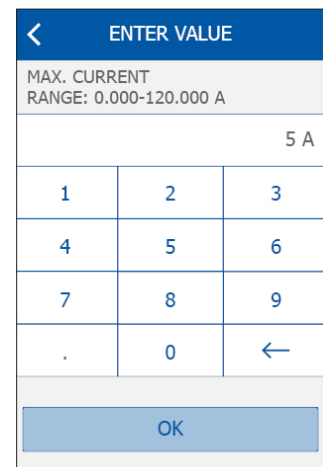 ENTER VALUE
MAX. CURRENT
RANGE: 0.000-120.000 A
5 A
1 2 3
4 5 6
7 8 9
. 0 ←
OK